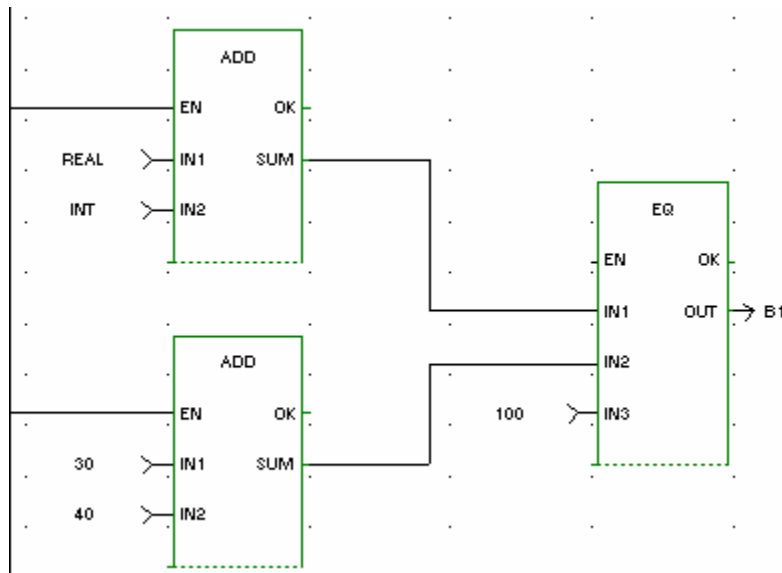 ADD
EN OK
REAL IN1 SUM
INT IN2
EQ
EN OK
IN1 OUT B1
ADD
IN2
EN OK
100 IN3
30 IN1 SUM
40 IN2